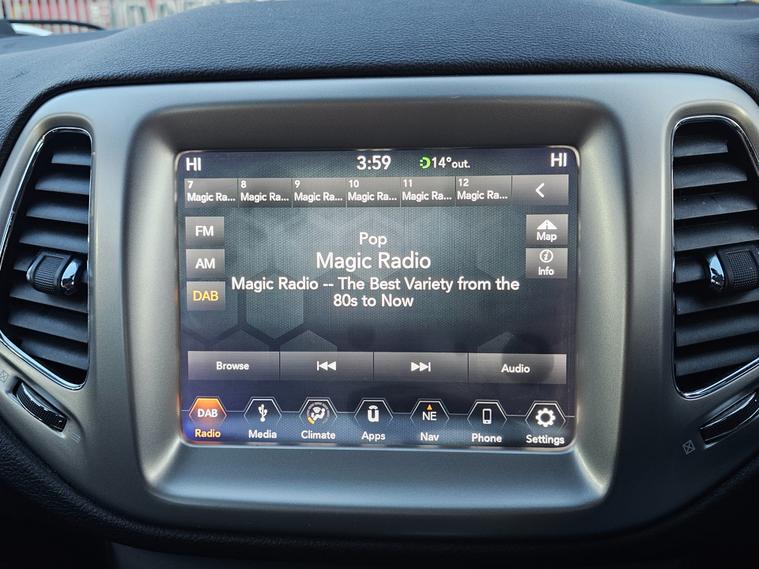 HI 3:59 14°out. HI
7 8 9 10 11 12
Magic Ra... Magic Ra... Magic Ra... Magic Ra... Magic Ra... Magic Ra...
FM
Map
Pop
AM
Magic Radio
Info
DAB
Magic Radio -- The Best Variety from the
80s to Now
Browse Audio
DAB NE
Radio Media Climate Apps Nav Phone Settings